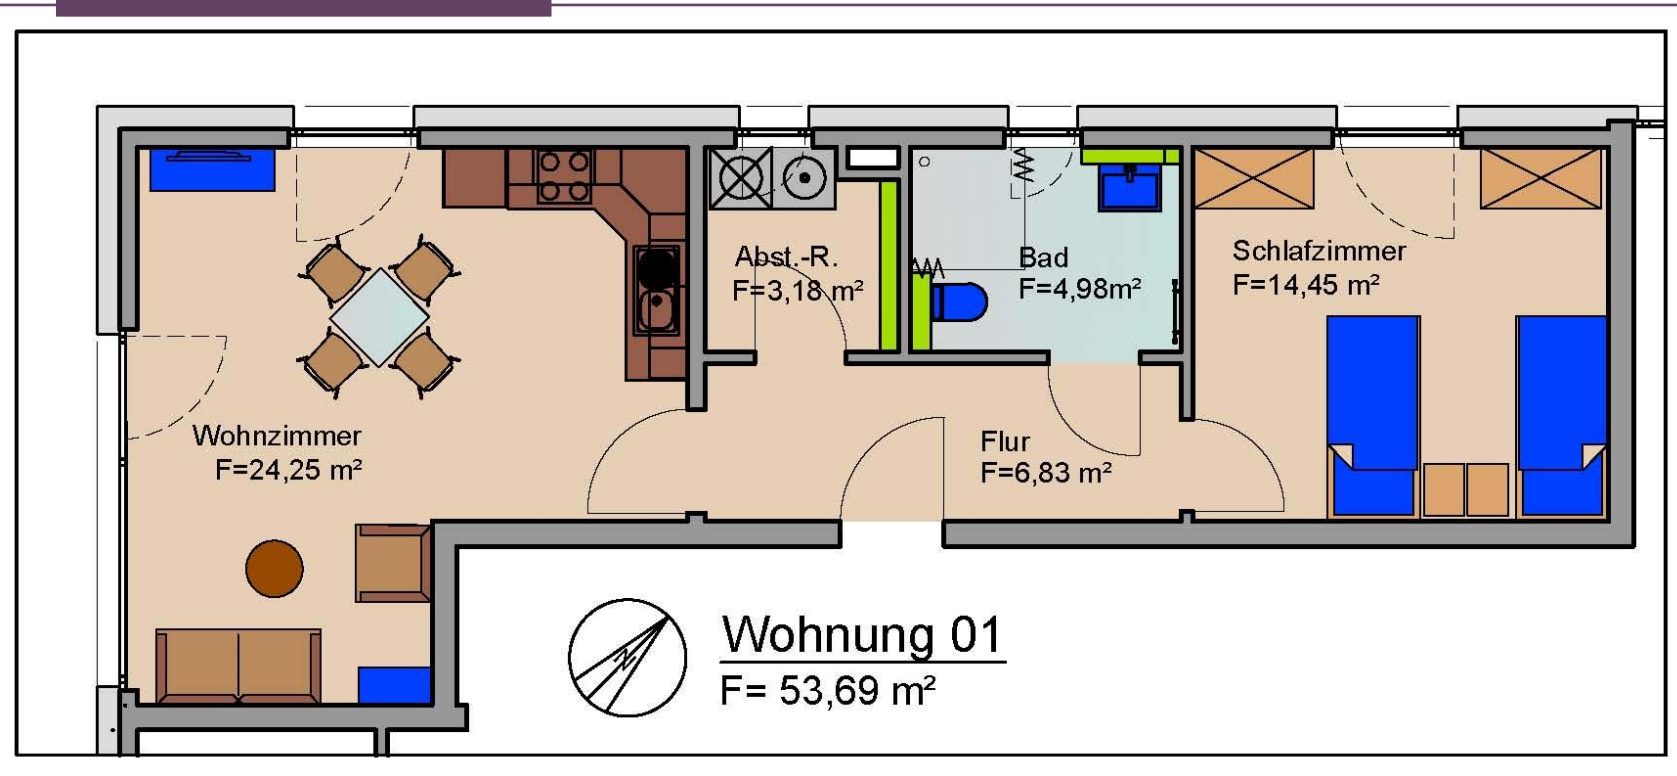 Abst.-R.
F=3,18 m²
Bad
F=4,98m²
Schlafzimmer
F=14,45 m²
Wohnzimmer
F=24,25 m²
Flur
F=6,83 m²
N
Wohnung 01
F= 53,69 m²